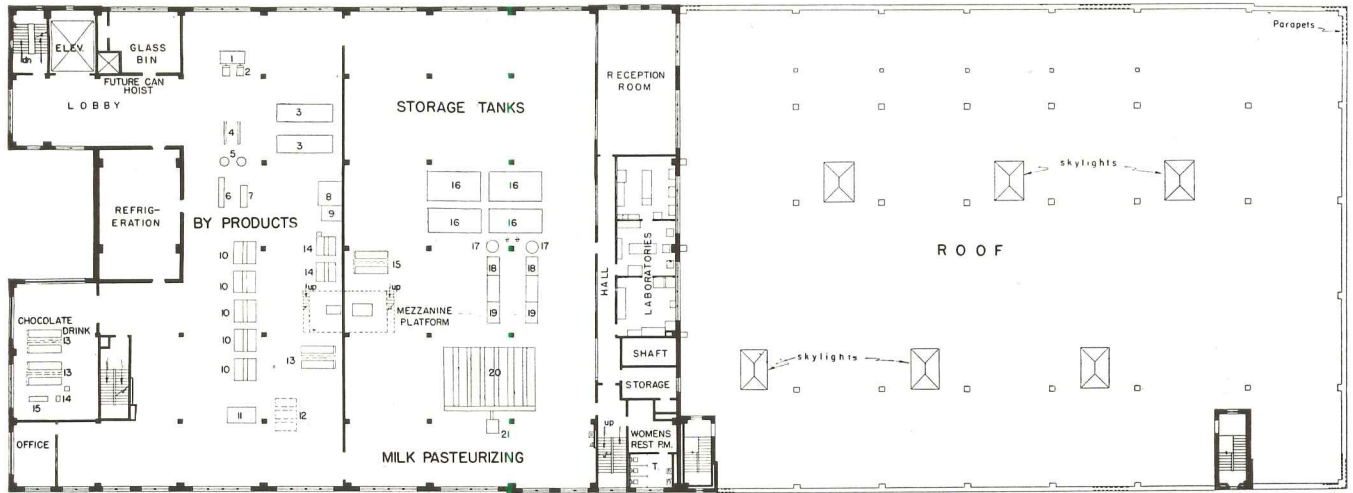 dn
ELEV.
GLASS
BIN
FUTURE CAN
HOIST
LOBBY
1
2
3
3
4
5
6
7
8
9
REFRIG-
ERATION
BY PRODUCTS
10
10
10
10
10
11
12
13
14
14
up
CHOCOLATE
DRINK
13
13
14
15
OFFICE
STORAGE TANKS
16
16
16
16
17
17
18
18
19
19
15
up
MEZZANINE
PLATFORM
20
21
MILK PASTEURIZING
RECEPTION
ROOM
HALL
LABORATORIES
SHAFT
STORAGE
up
WOMENS
REST RM.
T.
Parapets
skylights
ROOF
skylights